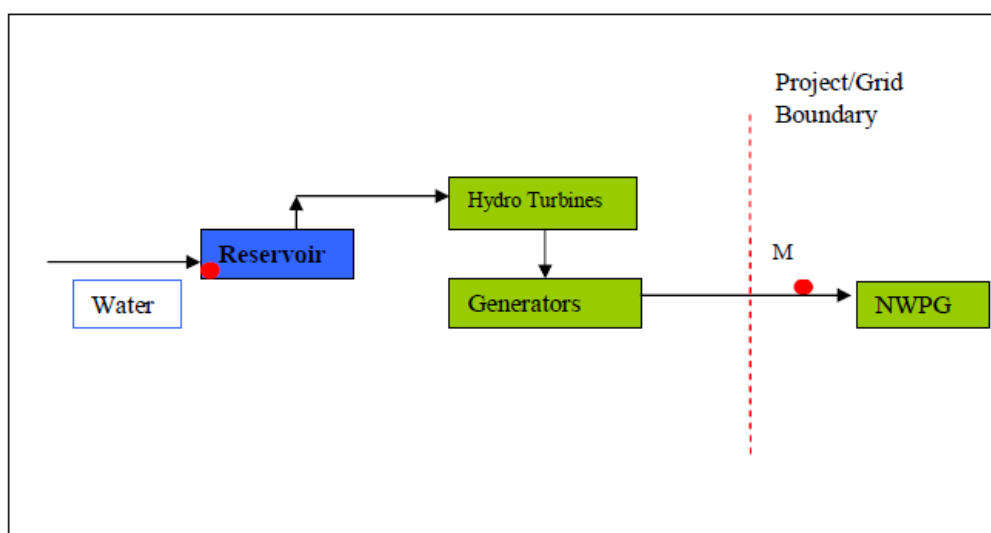 Project/Grid
Boundary
Hydro Turbines
Reservoir
M
Water
Generators
NWPG